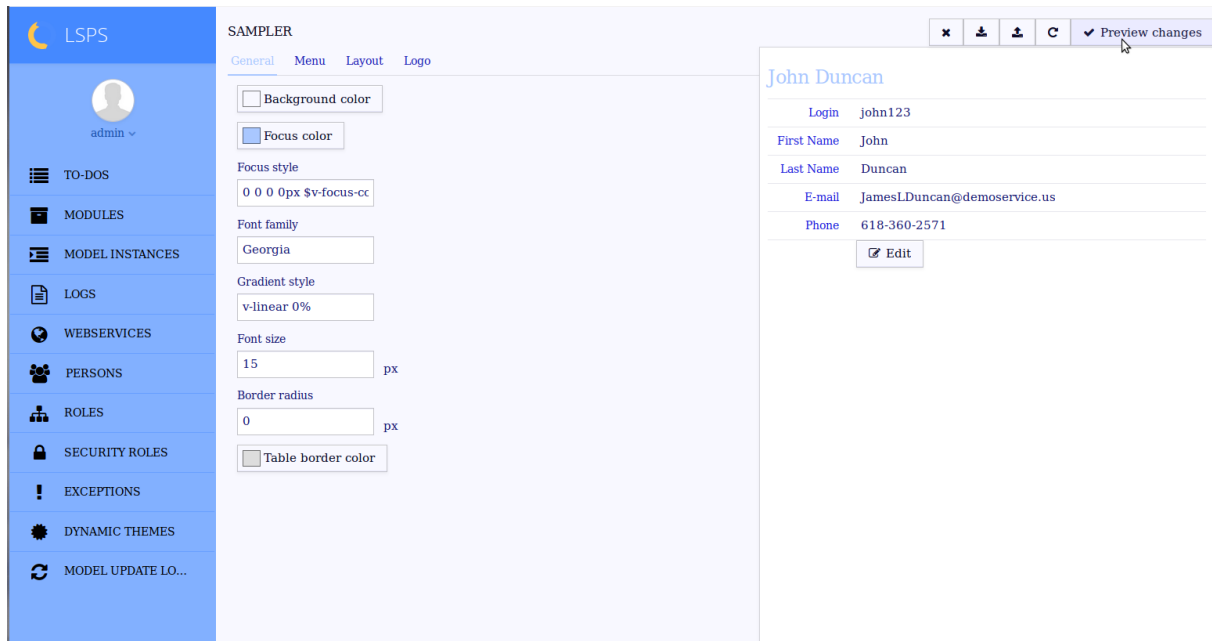 LSPS
admin
TO-DOS
MODULES
MODEL INSTANCES
LOGS
WEBSERVICES
PERSONS
ROLES
SECURITY ROLES
EXCEPTIONS
DYNAMIC THEMES
MODEL UPDATE LO...
SAMPLER
Preview changes
General Menu Layout Logo
Background color
Focus color
Focus style
0 0 0 0px $v-focus-cc
Font family
Georgia
Gradient style
v-linear 0%
Font size
15 px
Border radius
0 px
Table border color
John Duncan
Login john123
First Name John
Last Name Duncan
E-mail JamesLDuncan@demoservice.us
Phone 618-360-2571
Edit